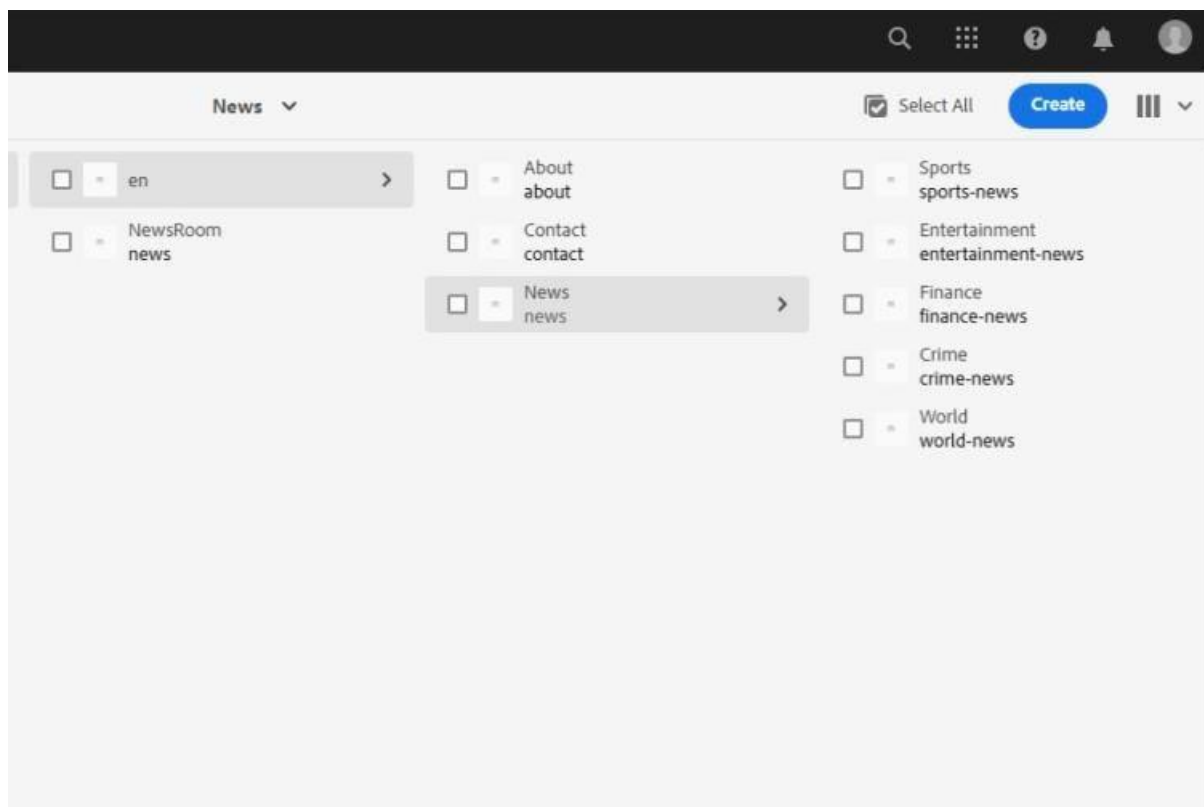 News
Select All
Create
en
NewsRoom
news
About
about
Contact
contact
News
news
Sports
sports-news
Entertainment
entertainment-news
Finance
finance-news
Crime
crime-news
World
world-news